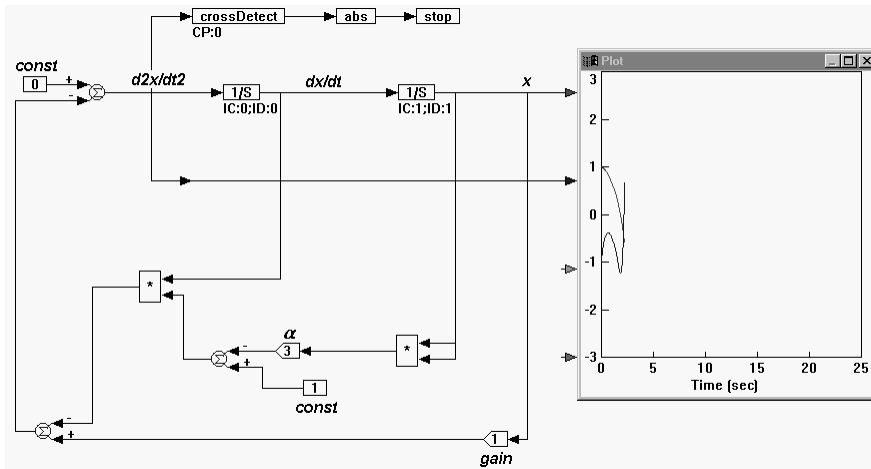 crossDetect abs stop
CP:0
const
0 + d2x/dt2 1/S dx/dt 1/S x
- Σ
IC:0;ID:0 IC:1;ID:1
*
α
Σ - 3 *
+ 1
const
Σ -
+ 1
gain
Plot
3
2
1
0
-1
-2
-3
0 5 10 15 20 25
Time (sec)